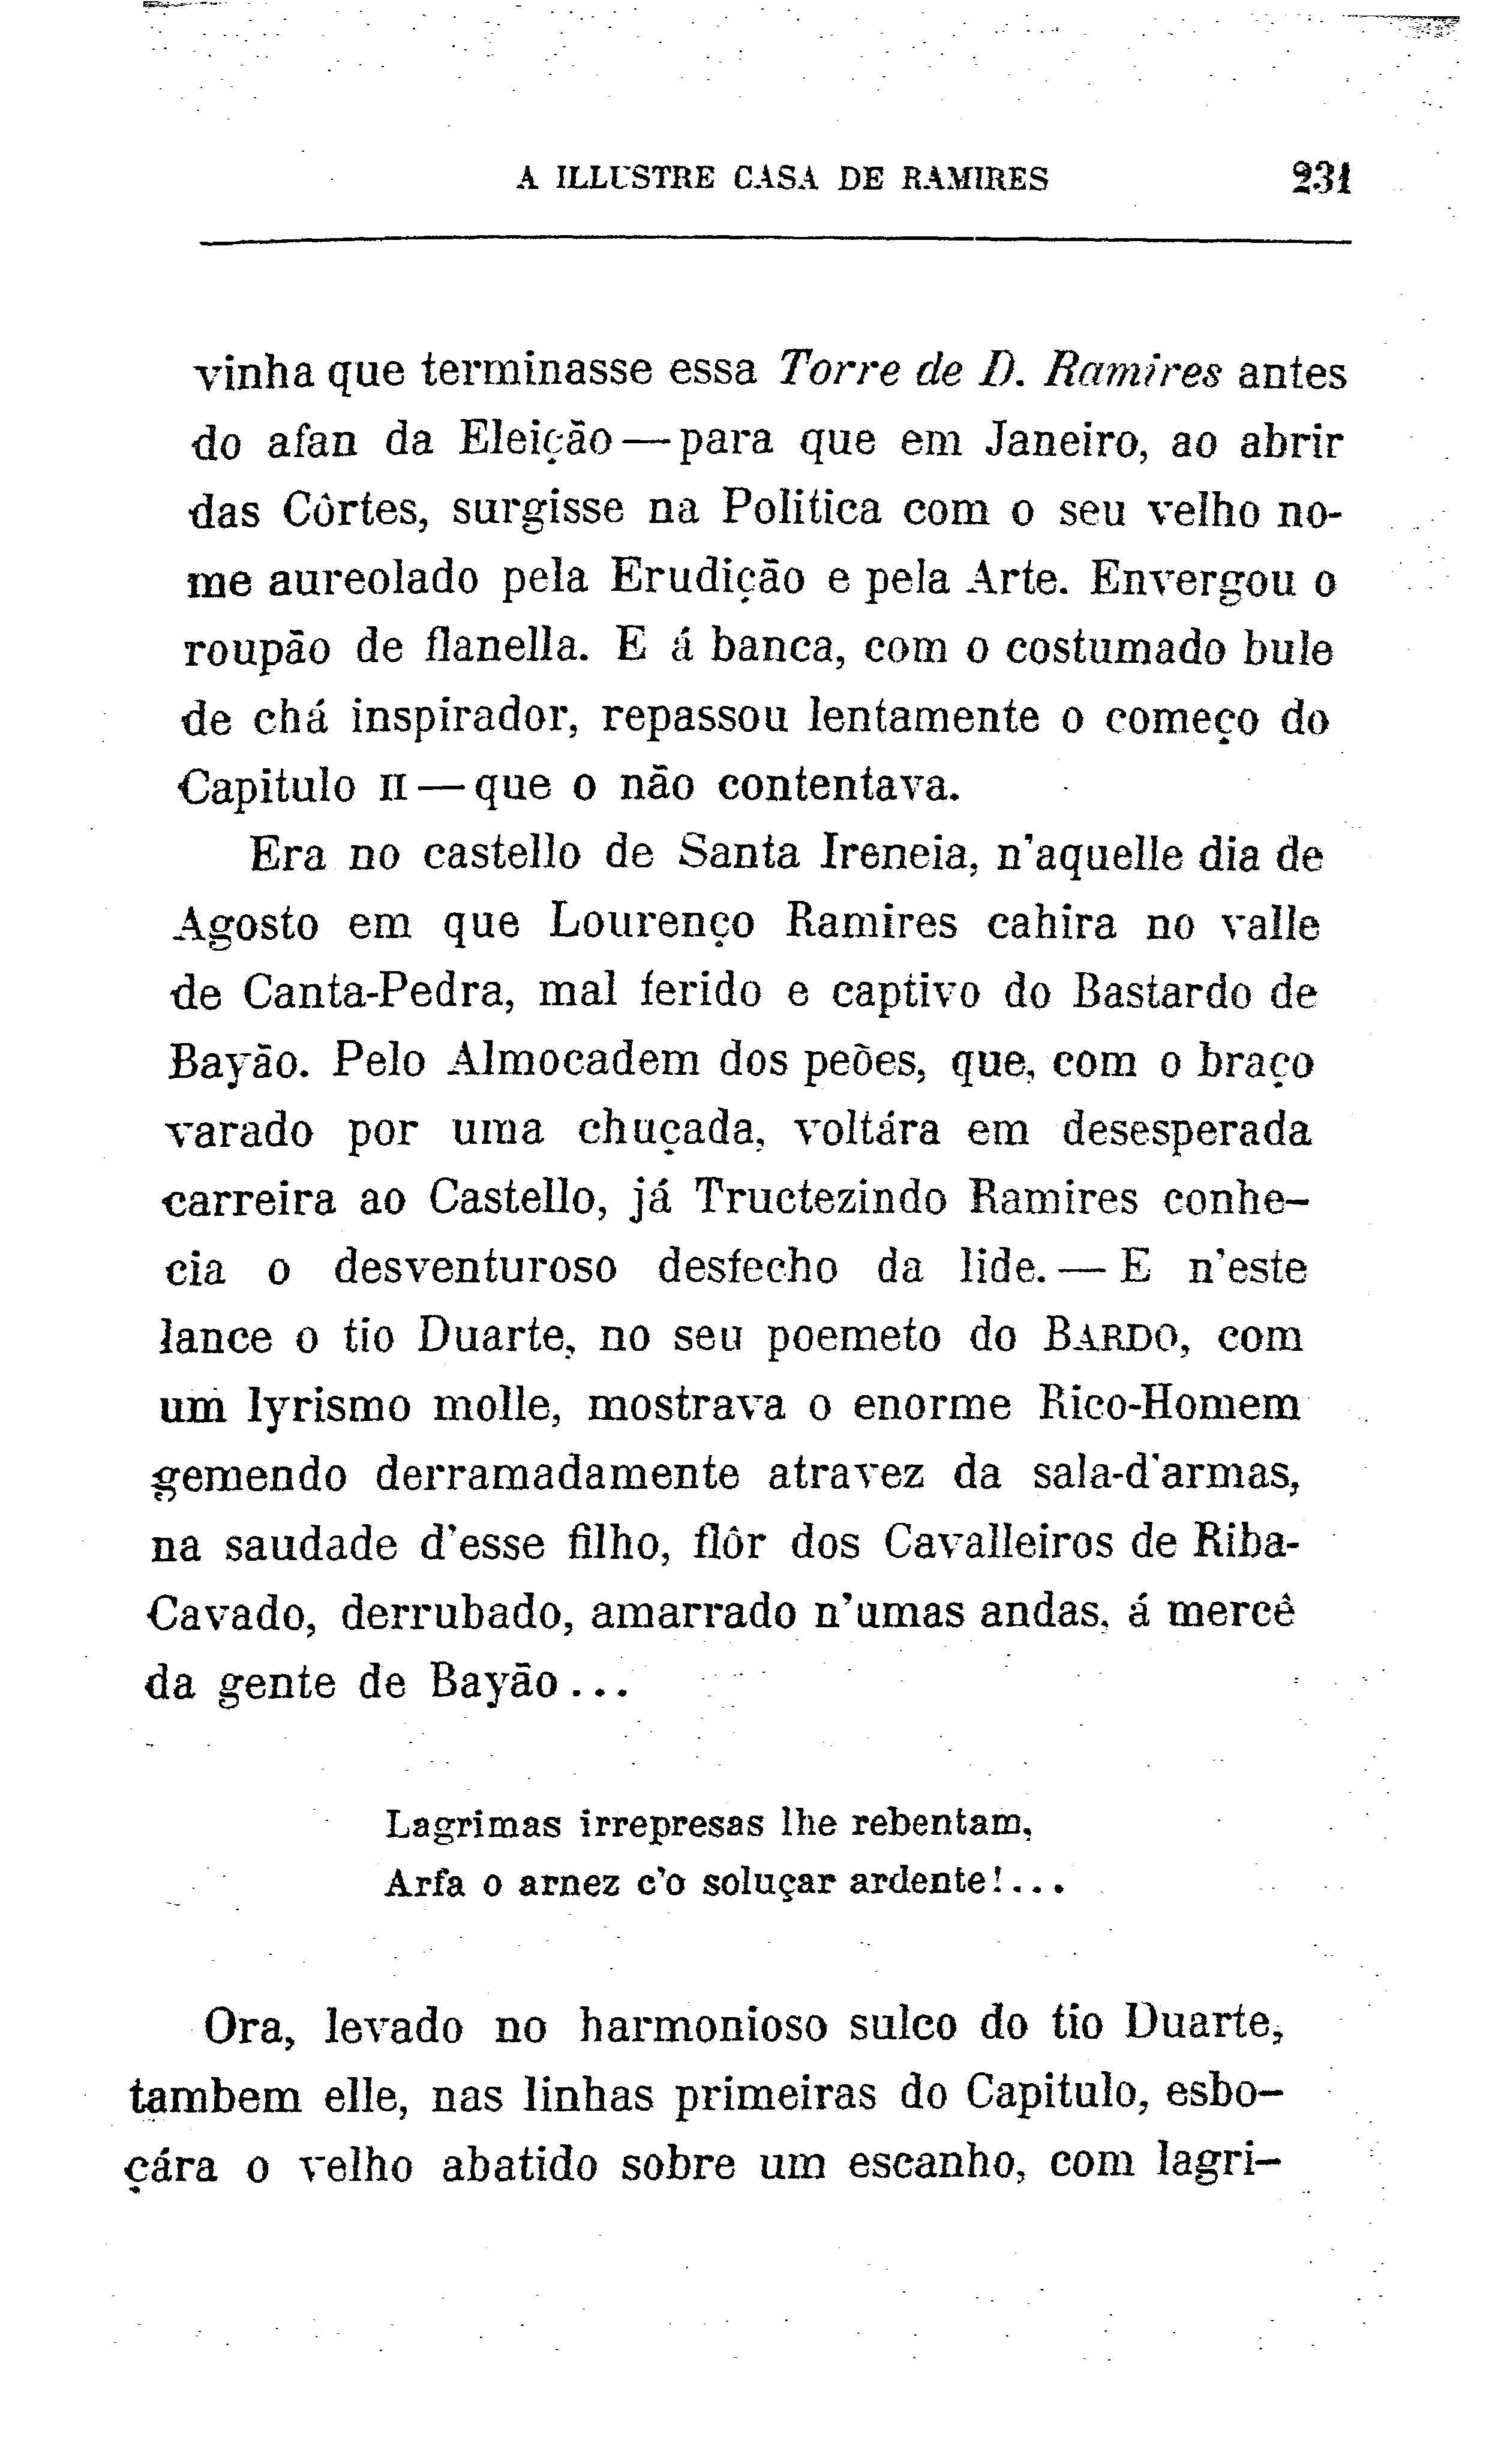 A ILLUSTRE CASA DE RAMIRES 231
vinha que terminasse essa Torre de D. Ramires antes
do afan da Eleição—para que em Janeiro, ao abrir
das Côrtes, surgisse na Politica com o seu velho no-
me aureolado pela Erudição e pela Arte. Envergou o
roupão de flanella. E á banca, com o costumado bule
de chá inspirador, repassou lentamente o começo do
Capitulo II—que o não contentava.
Era no castello de Santa Ireneia, n'aquelle dia de
Agosto em que Lourenço Ramires cahira no valle
de Canta-Pedra, mal ferido e captivo do Bastardo de
Bayão. Pelo Almocadem dos peões, que, com o braço
varado por uma chuçada, voltára em desesperada
carreira ao Castello, já Tructezindo Ramires conhe-
cia o desventuroso desfecho da lide.—E n'este
lance o tio Duarte, no seu poemeto do BARDO, com
um lyrismo molle, mostrava o enorme Rico-Homem
gemendo derramadamente atravez da sala-d'armas,
na saudade d'esse filho, flôr dos Cavalleiros de Riba-
Cavado, derrubado, amarrado n'umas andas, á mercê
da gente de Bayão...
Lagrimas irrepresas lhe rebentam,
Arfa o arnez c'o soluçar ardente!...
Ora, levado no harmonioso sulco do tio Duarte,
tambem elle, nas linhas primeiras do Capitulo, esbo-
çára o velho abatido sobre um escanho, com lagri-